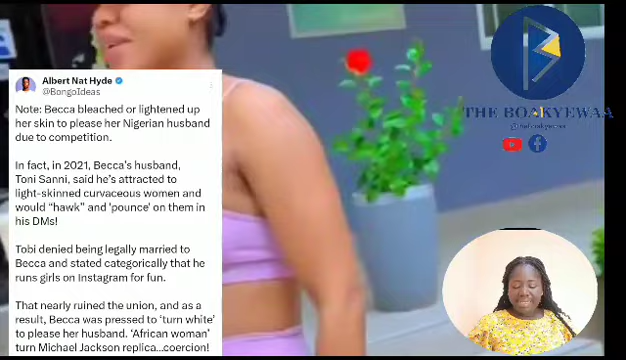 Albert Nat Hyde
@BongoIdeas
Note: Becca bleached or lightened up
her skin to please her Nigerian husband
due to competition.
In fact, in 2021, Becca's husband,
Toni Sanni, said he's attracted to
light-skinned curvaceous women and
would "hawk" and 'pounce' on them in
his DMs!
Tobi denied being legally married to
Becca and stated categorically that he
runs girls on Instagram for fun.
That nearly ruined the union, and as a
result, Becca was pressed to 'turn white'
to please her husband. 'African woman'
turn Michael Jackson replica...coercion!
THE BOAKYEWAA